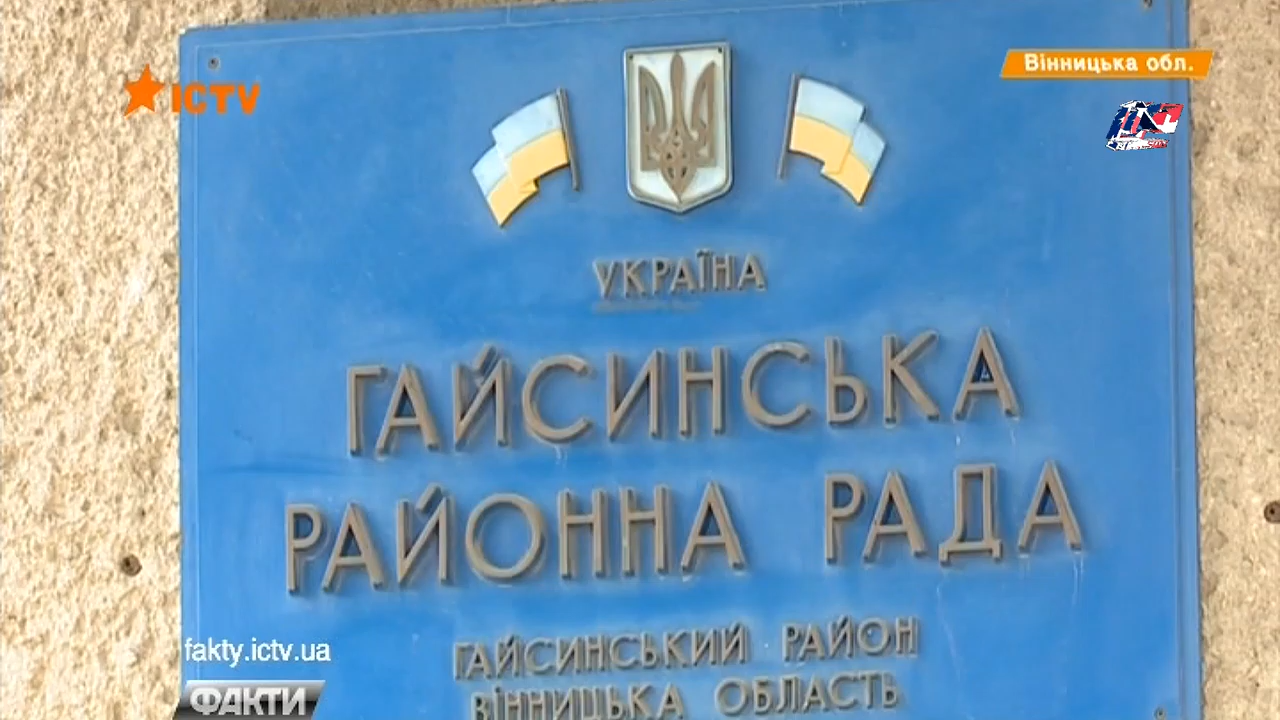 ICTV
Вінницька обл.
УКРАЇНА
ГАЙСИНСЬКА
РАЙОННА РАДА
ГАЙСИНСЬКИЙ РАЙОН
ВІННИЦЬКА ОБЛАСТЬ
fakty.ictv.ua
ФАКТИ